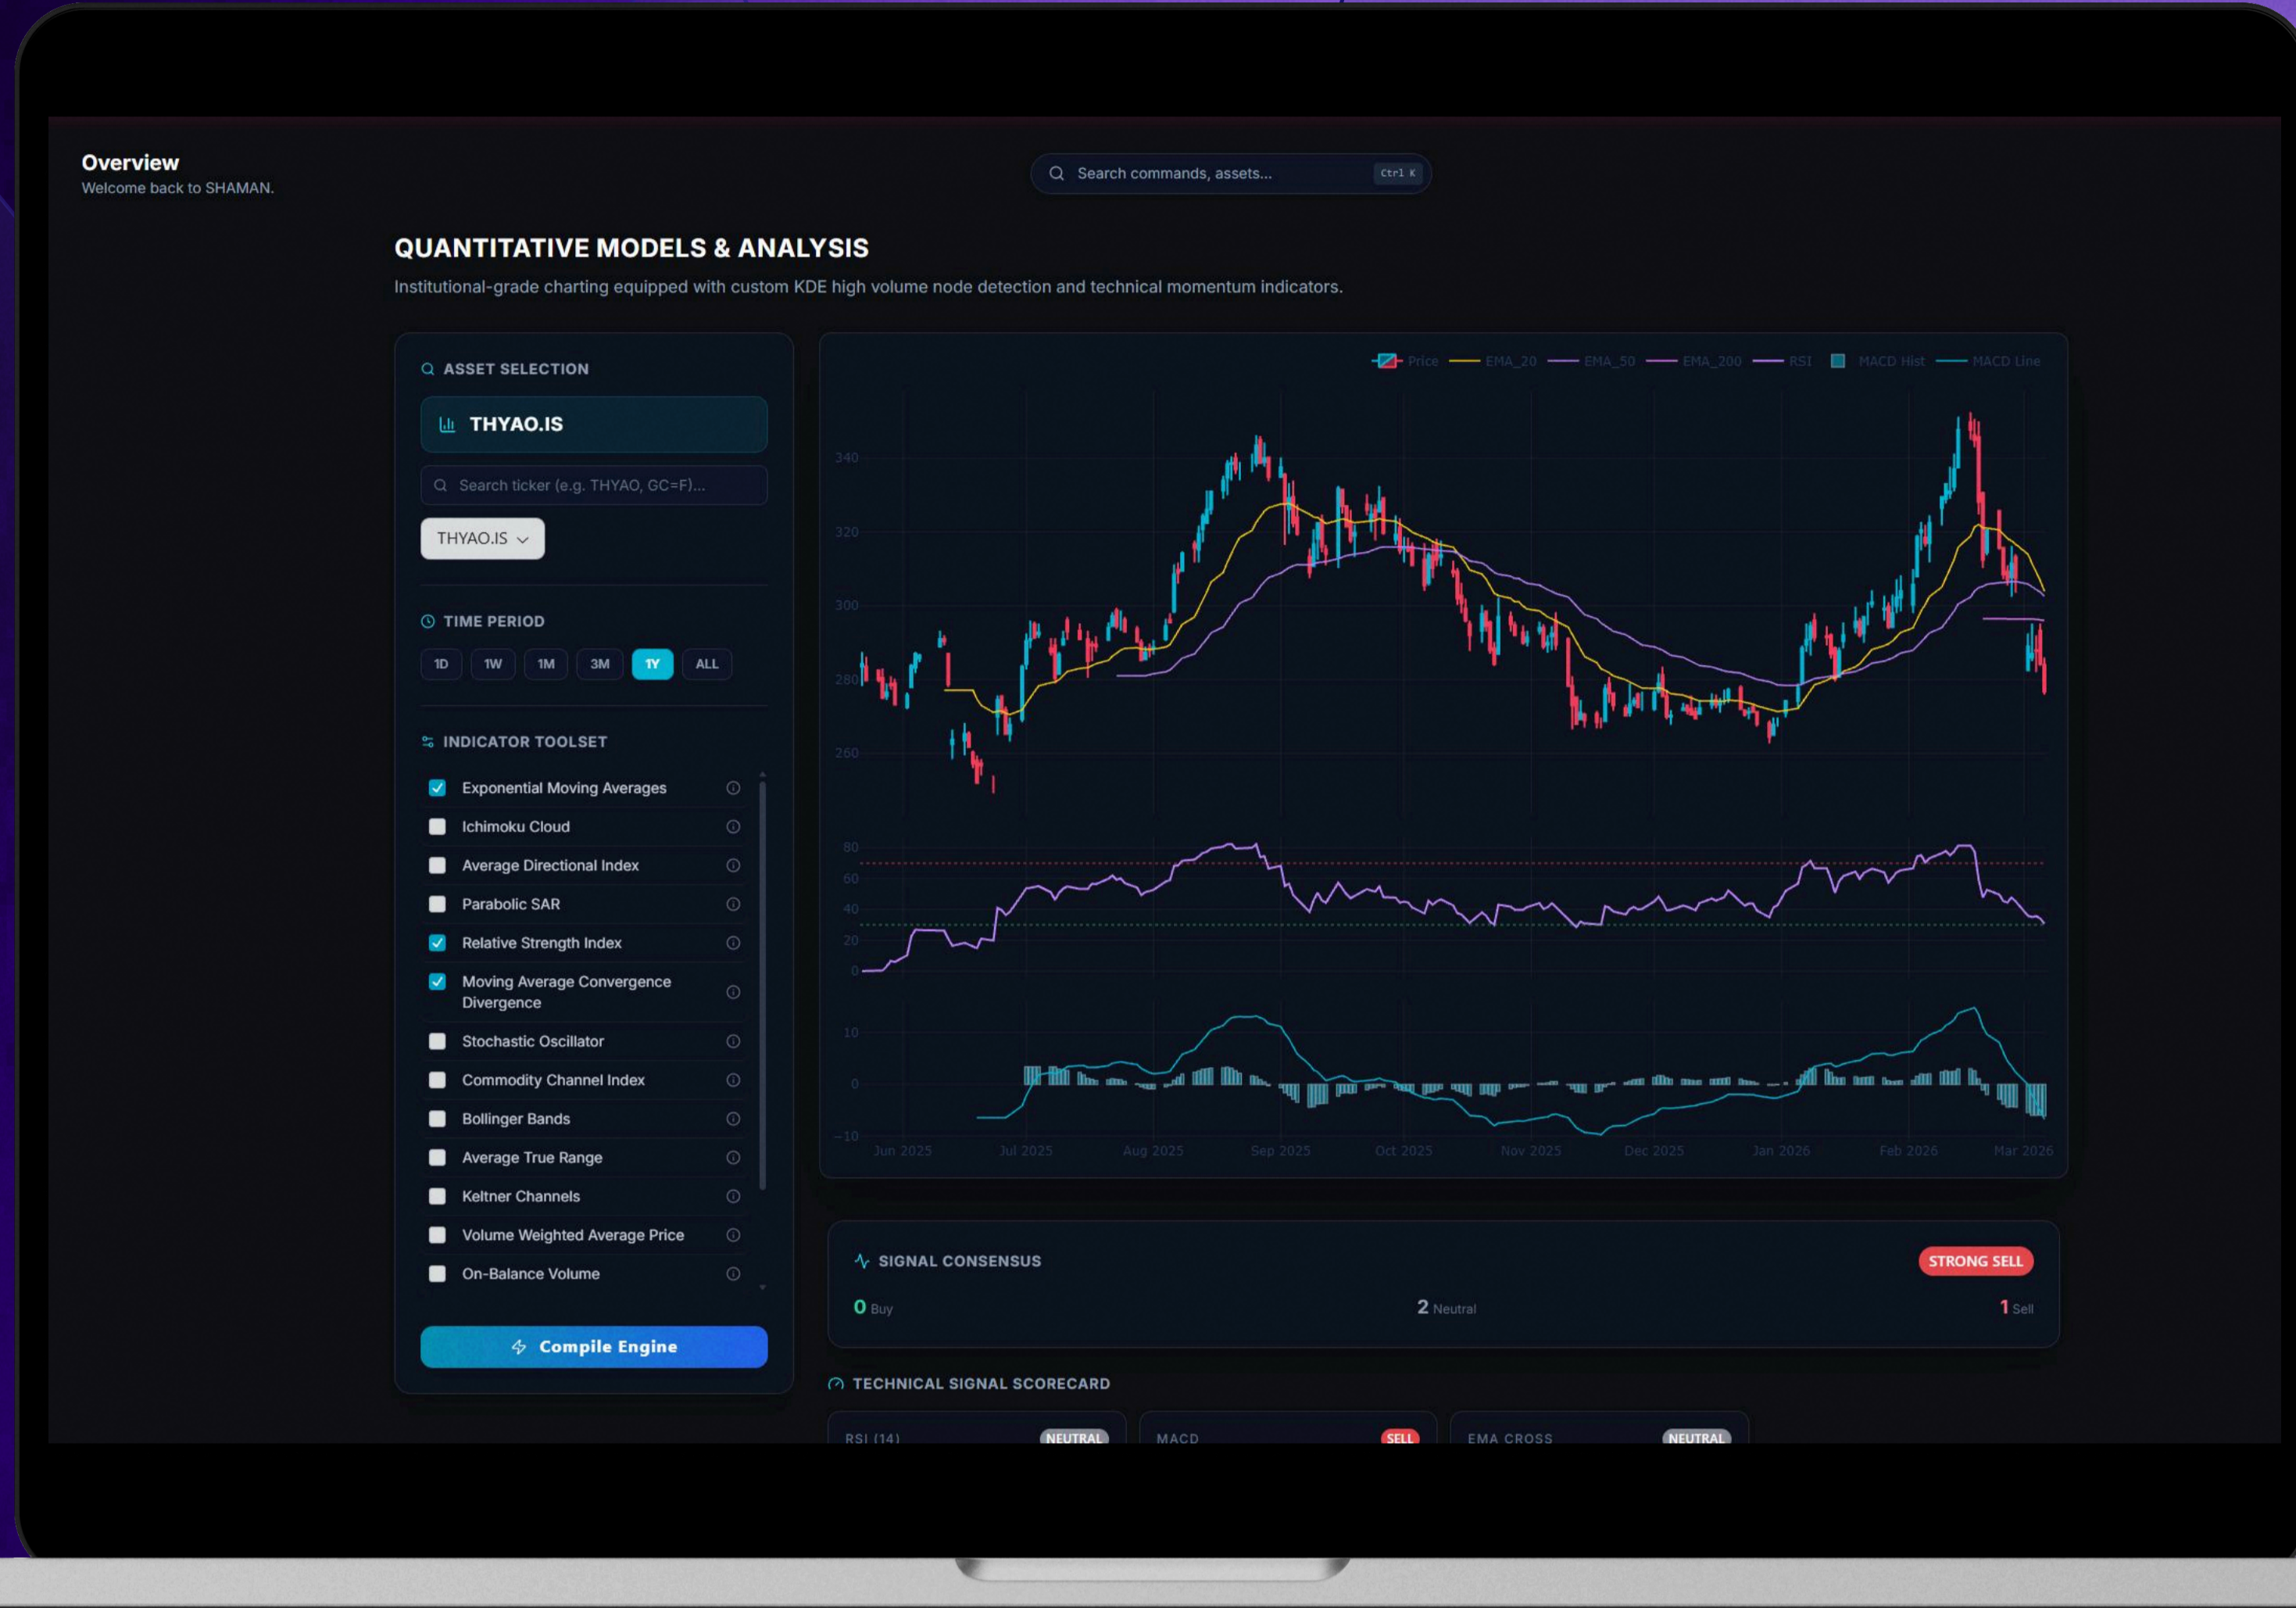 Overview
Welcome back to SHAMAN.
Search commands, assets... Ctrl K
QUANTITATIVE MODELS & ANALYSIS
Institutional-grade charting equipped with custom KDE high volume node detection and technical momentum indicators.
ASSET SELECTION
THYAO.IS
Search ticker (e.g. THYAO, GC=F)...
THYAO.IS
TIME PERIOD
1D 1W 1M 3M 1Y ALL
INDICATOR TOOLSET
Exponential Moving Averages
Ichimoku Cloud
Average Directional Index
Parabolic SAR
Relative Strength Index
Moving Average Convergence
Divergence
Stochastic Oscillator
Commodity Channel Index
Bollinger Bands
Average True Range
Keltner Channels
Volume Weighted Average Price
On-Balance Volume
Compile Engine
Price EMA_20 EMA_50 EMA_200 RSI MACD Hist MACD Line
340
320
300
280
260
80
60
40
20
0
10
0
−10
Jun 2025 Jul 2025 Aug 2025 Sep 2025 Oct 2025 Nov 2025 Dec 2025 Jan 2026 Feb 2026 Mar 2026
SIGNAL CONSENSUS STRONG SELL
0 Buy 2 Neutral 1 Sell
TECHNICAL SIGNAL SCORECARD
RSI (14) NEUTRAL MACD SELL EMA CROSS NEUTRAL